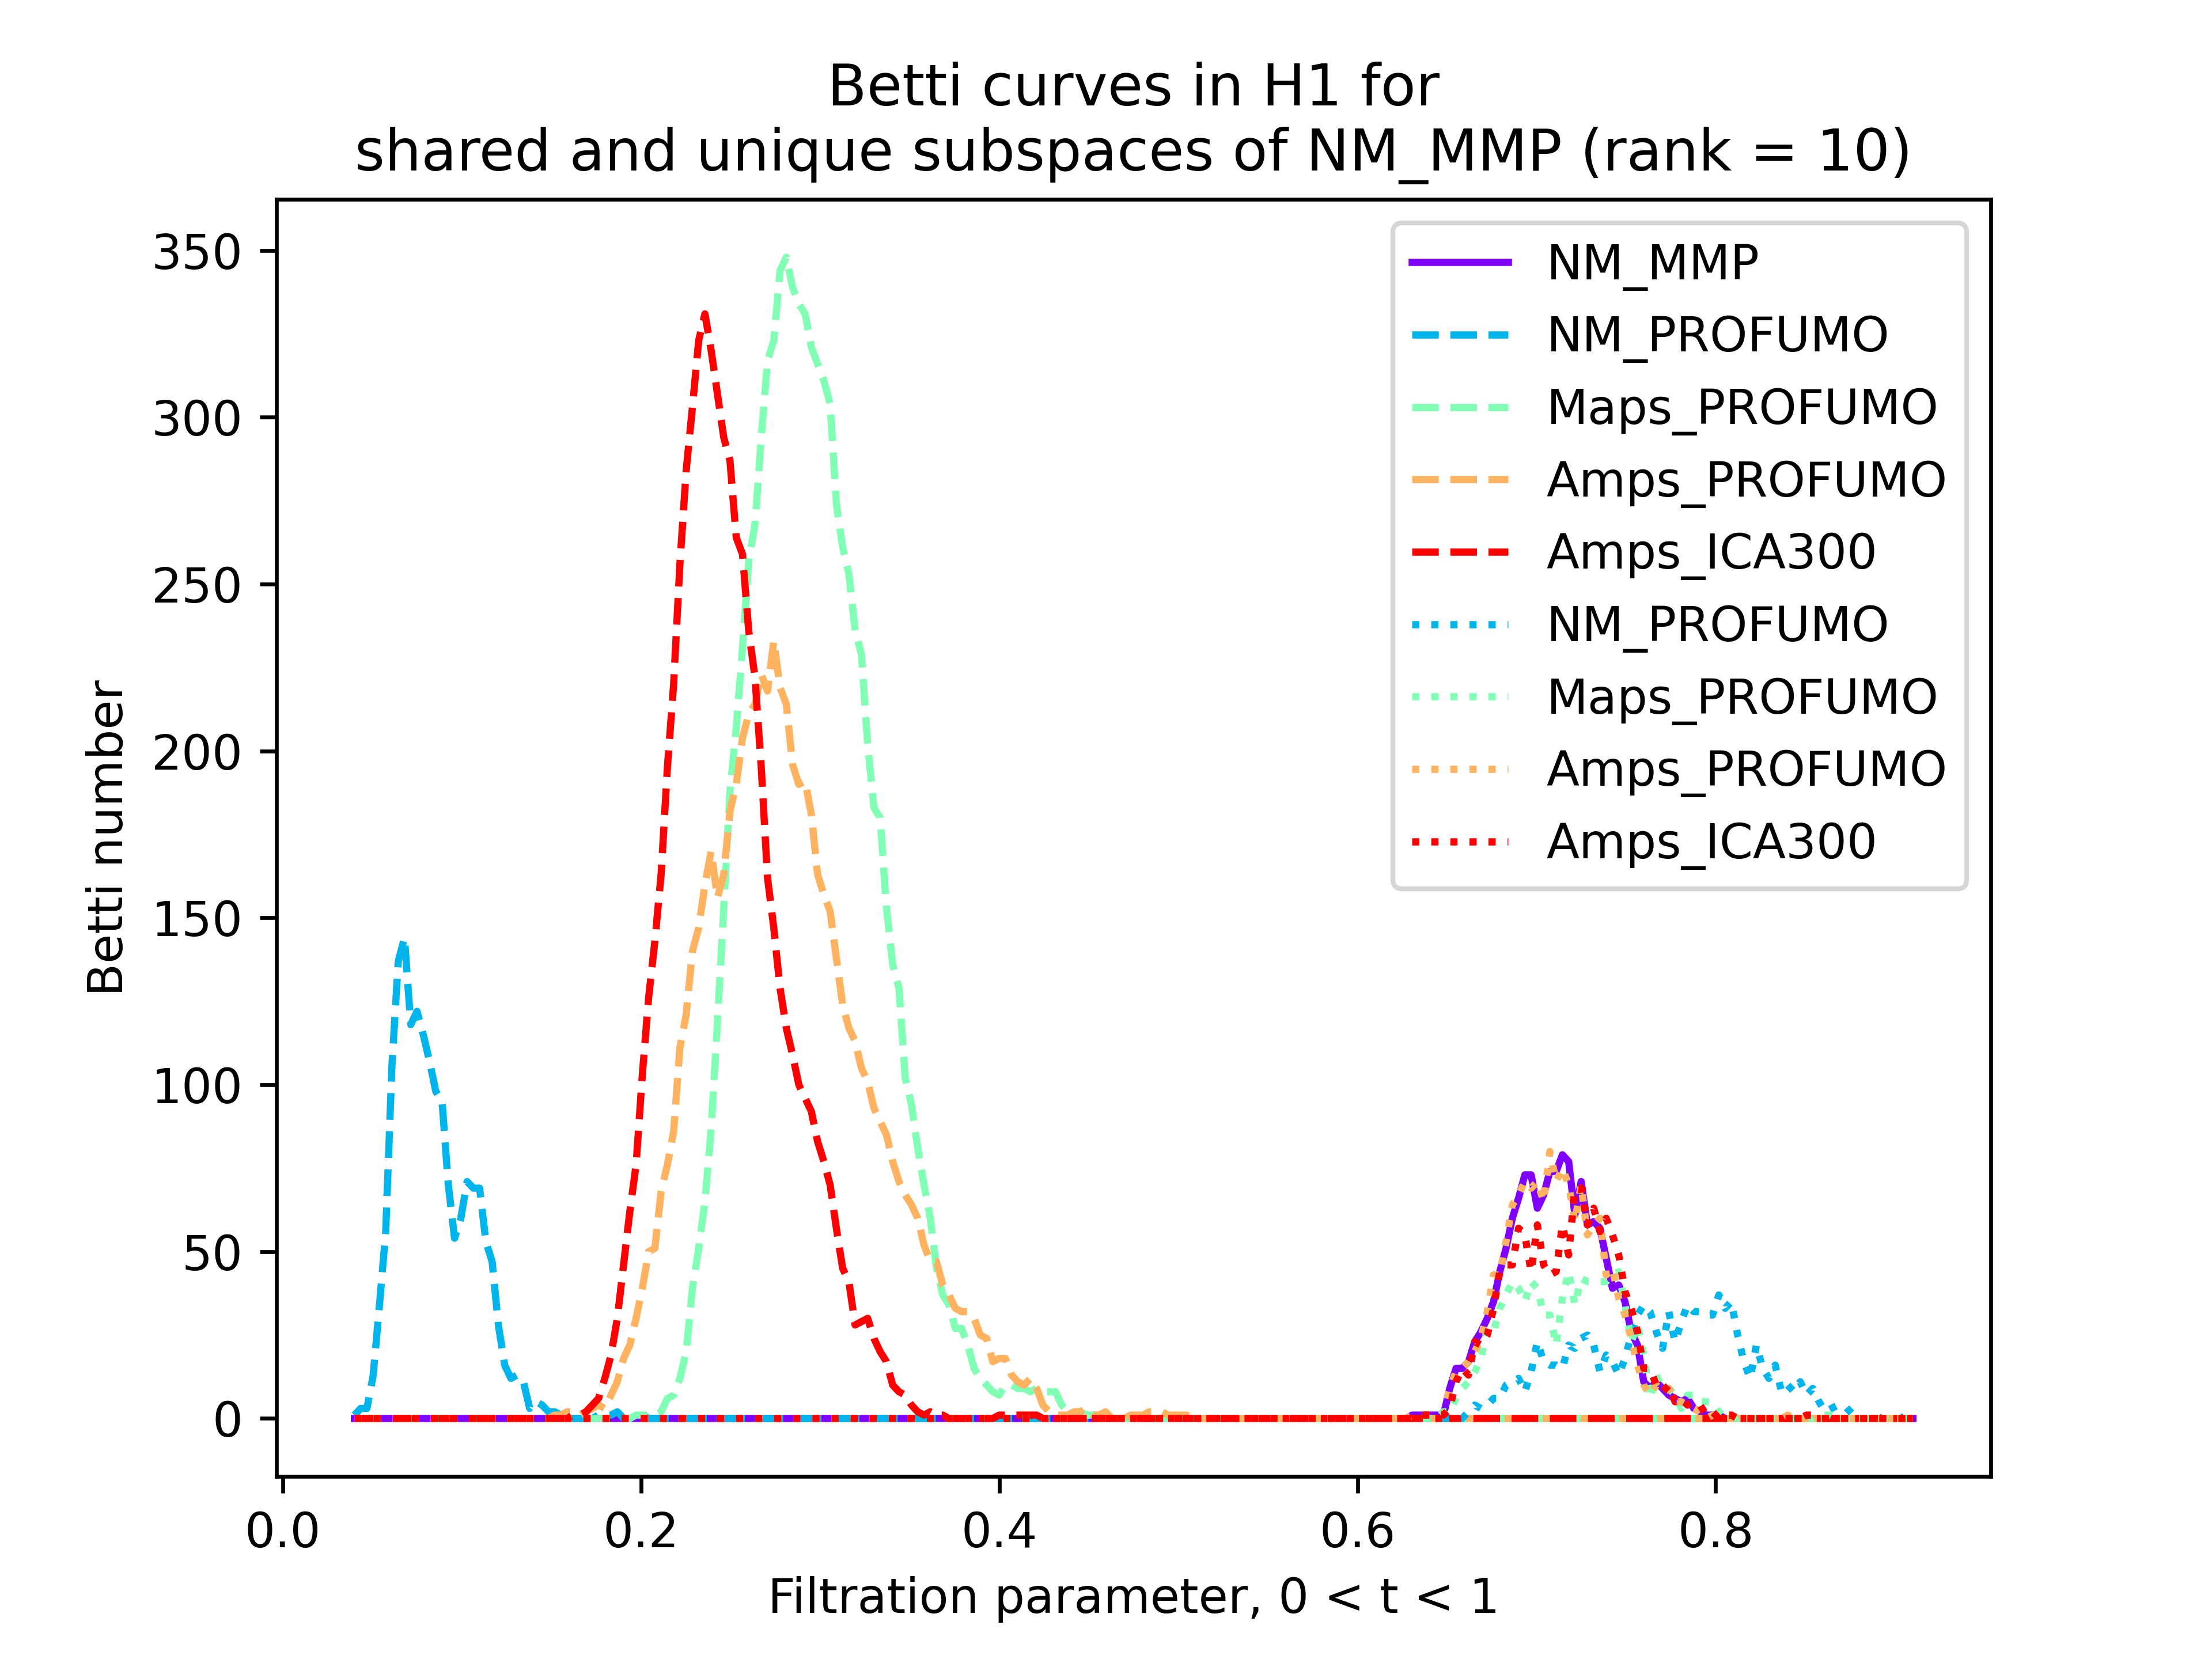 Betti curves in H1 for
shared and unique subspaces of NM_MMP (rank = 10)
NM_MMP
NM_PROFUMO
Maps_PROFUMO
Amps_PROFUMO
Amps_ICA300
NM_PROFUMO
Maps_PROFUMO
Amps_PROFUMO
Amps_ICA300
Betti number
350
300
250
200
150
100
50
0
0.0 0.2 0.4 0.6 0.8
Filtration parameter, 0 < t < 1